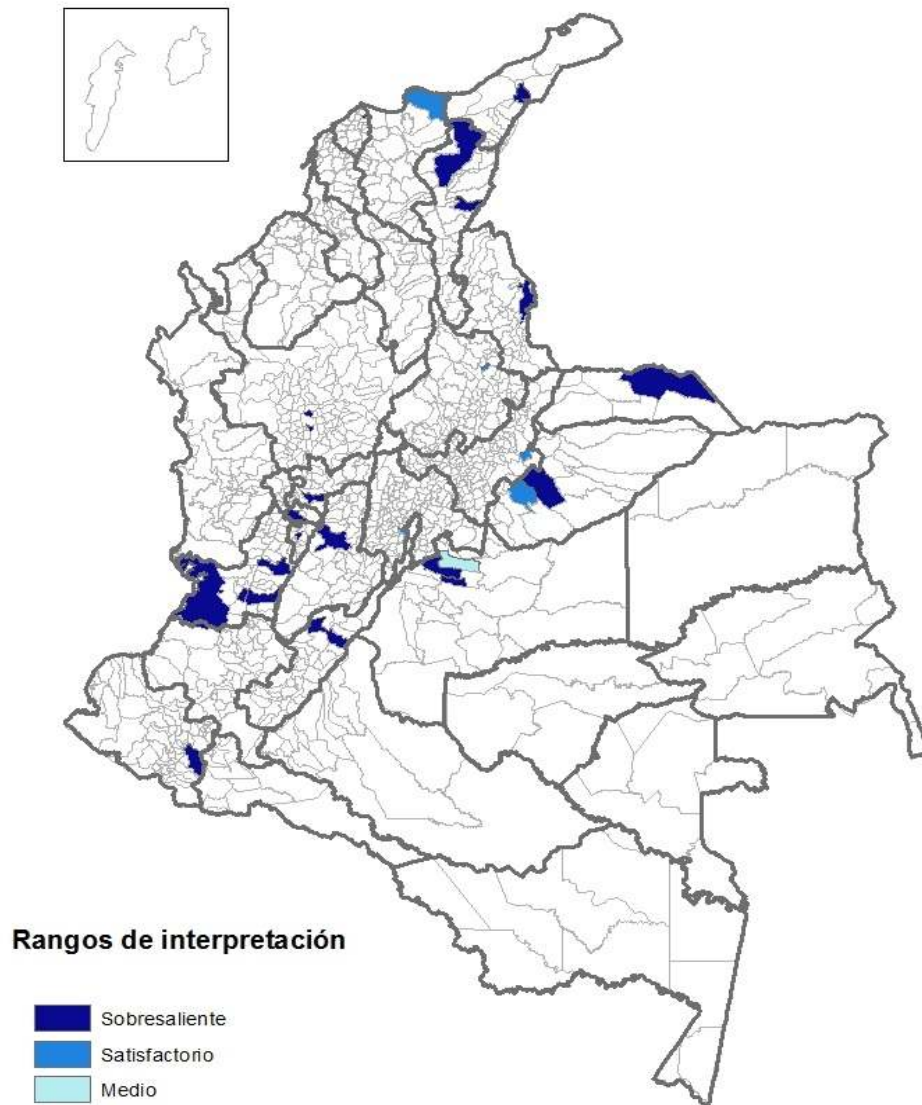 Rangos de interpretación
Sobresaliente
Satisfactorio
Medio